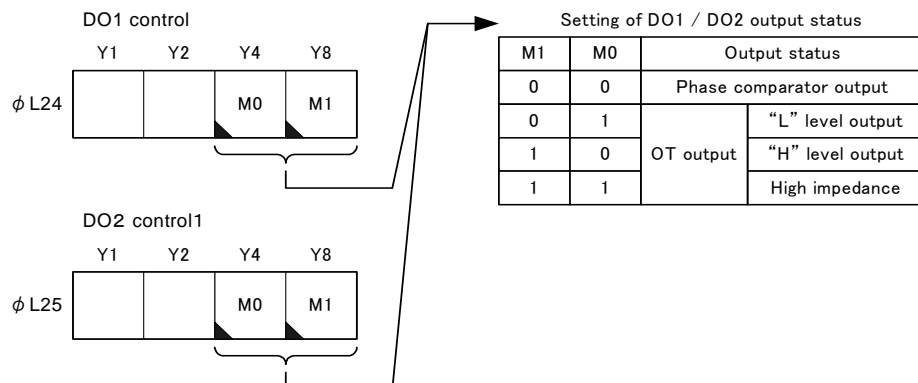 DO1 control
Y1 Y2 Y4 Y8
φL24 M0 M1
DO2 control1
Y1 Y2 Y4 Y8
φL25 M0 M1
Setting of DO1 / DO2 output status
M1 M0 Output status
0 0 Phase comparator output
0 1 OT output “L” level output
1 0 “H” level output
1 1 High impedance